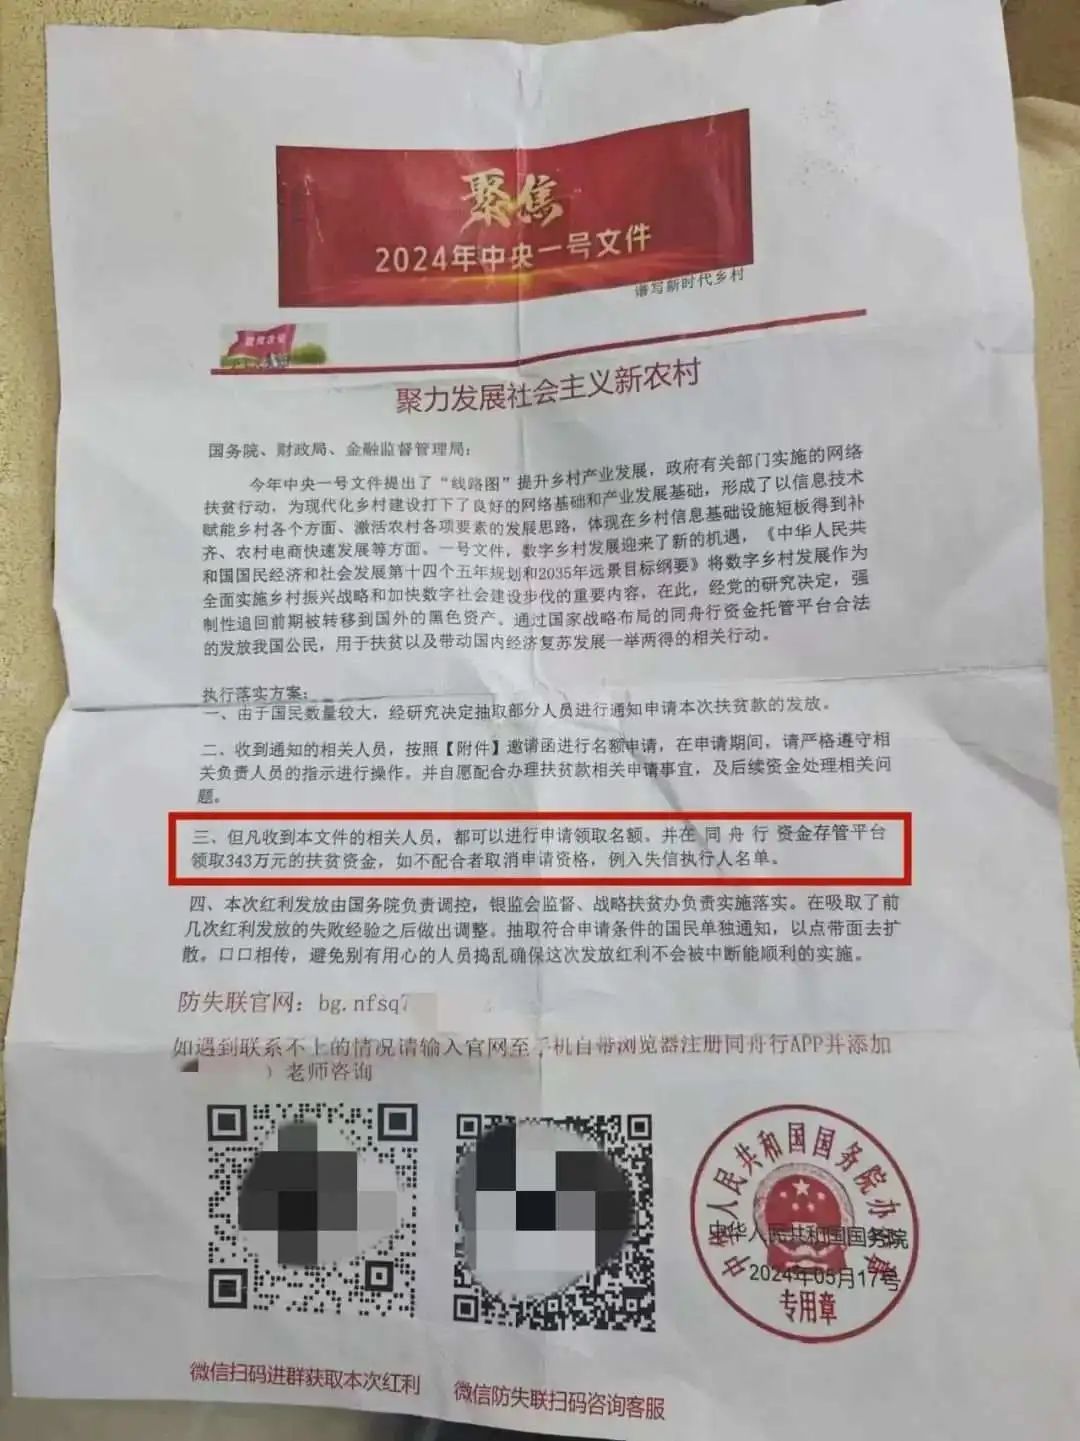 聚焦
2024年中央一号文件
谱写新时代乡村
聚力发展社会主义新农村
国务院、财政局、金融监督管理局：
今年中央一号文件提出了“线路图”提升乡村产业发展，政府有关部门实施的网络
扶贫行动，为现代化乡村建设打下了良好的网络基础和产业发展基础，形成了以信息技术
赋能乡村各个方面、激活农村各项要素的发展思路，体现在乡村信息基础设施短板得到补
齐、农村电商快速发展等方面。一号文件，数字乡村发展迎来了新的机遇，《中华人民共
和国国民经济和社会发展第十四个五年规划和2035年远景目标纲要》将数字乡村发展作为
全面实施乡村振兴战略和加快数字社会建设步伐的重要内容。在此，经党的研究决定，强
制性追回前期被转移到国外的黑色资产。通过国家战略布局的同舟行资金托管平台合法
的发放我国公民，用于扶贫以及带动国内经济复苏发展一举两得的相关行动。
执行落实方案：
一、由于国民数量较大，经研究决定抽取部分人员进行通知申请本次扶贫款的发放。
二、收到通知的相关人员，按照【附件】邀请函进行名额申请，在申请期间，请严格遵守相
关负责人员的指示进行操作。并自愿配合办理扶贫款相关申请事宜，及后续资金处理相关问
题。
三、但凡收到本文件的相关人员，都可以进行申请领取名额。并在 同 舟 行 资金存管平台
领取343万元的扶贫资金，如不配合者取消申请资格，例入失信执行人名单。
四、本次红利发放由国务院负责调控，银监会监督、战略扶贫办负责实施落实。在吸取了前
几次红利发放的失败经验之后做出调整。抽取符合申请条件的国民单独通知，以点带面去扩
散。口口相传，避免别有用心的人员捣乱确保这次发放红利不会被中断能顺利的实施。
防失联官网：bg.nfsq7
如遇到联系不上的情况请输入官网至手机自带浏览器注册同舟行APP并添加
）老师咨询
中华人民共和国国务院办
中华人民共和国国务院
2024年05月17号
专用章
微信扫码进群获取本次红利
微信防失联扫码咨询客服